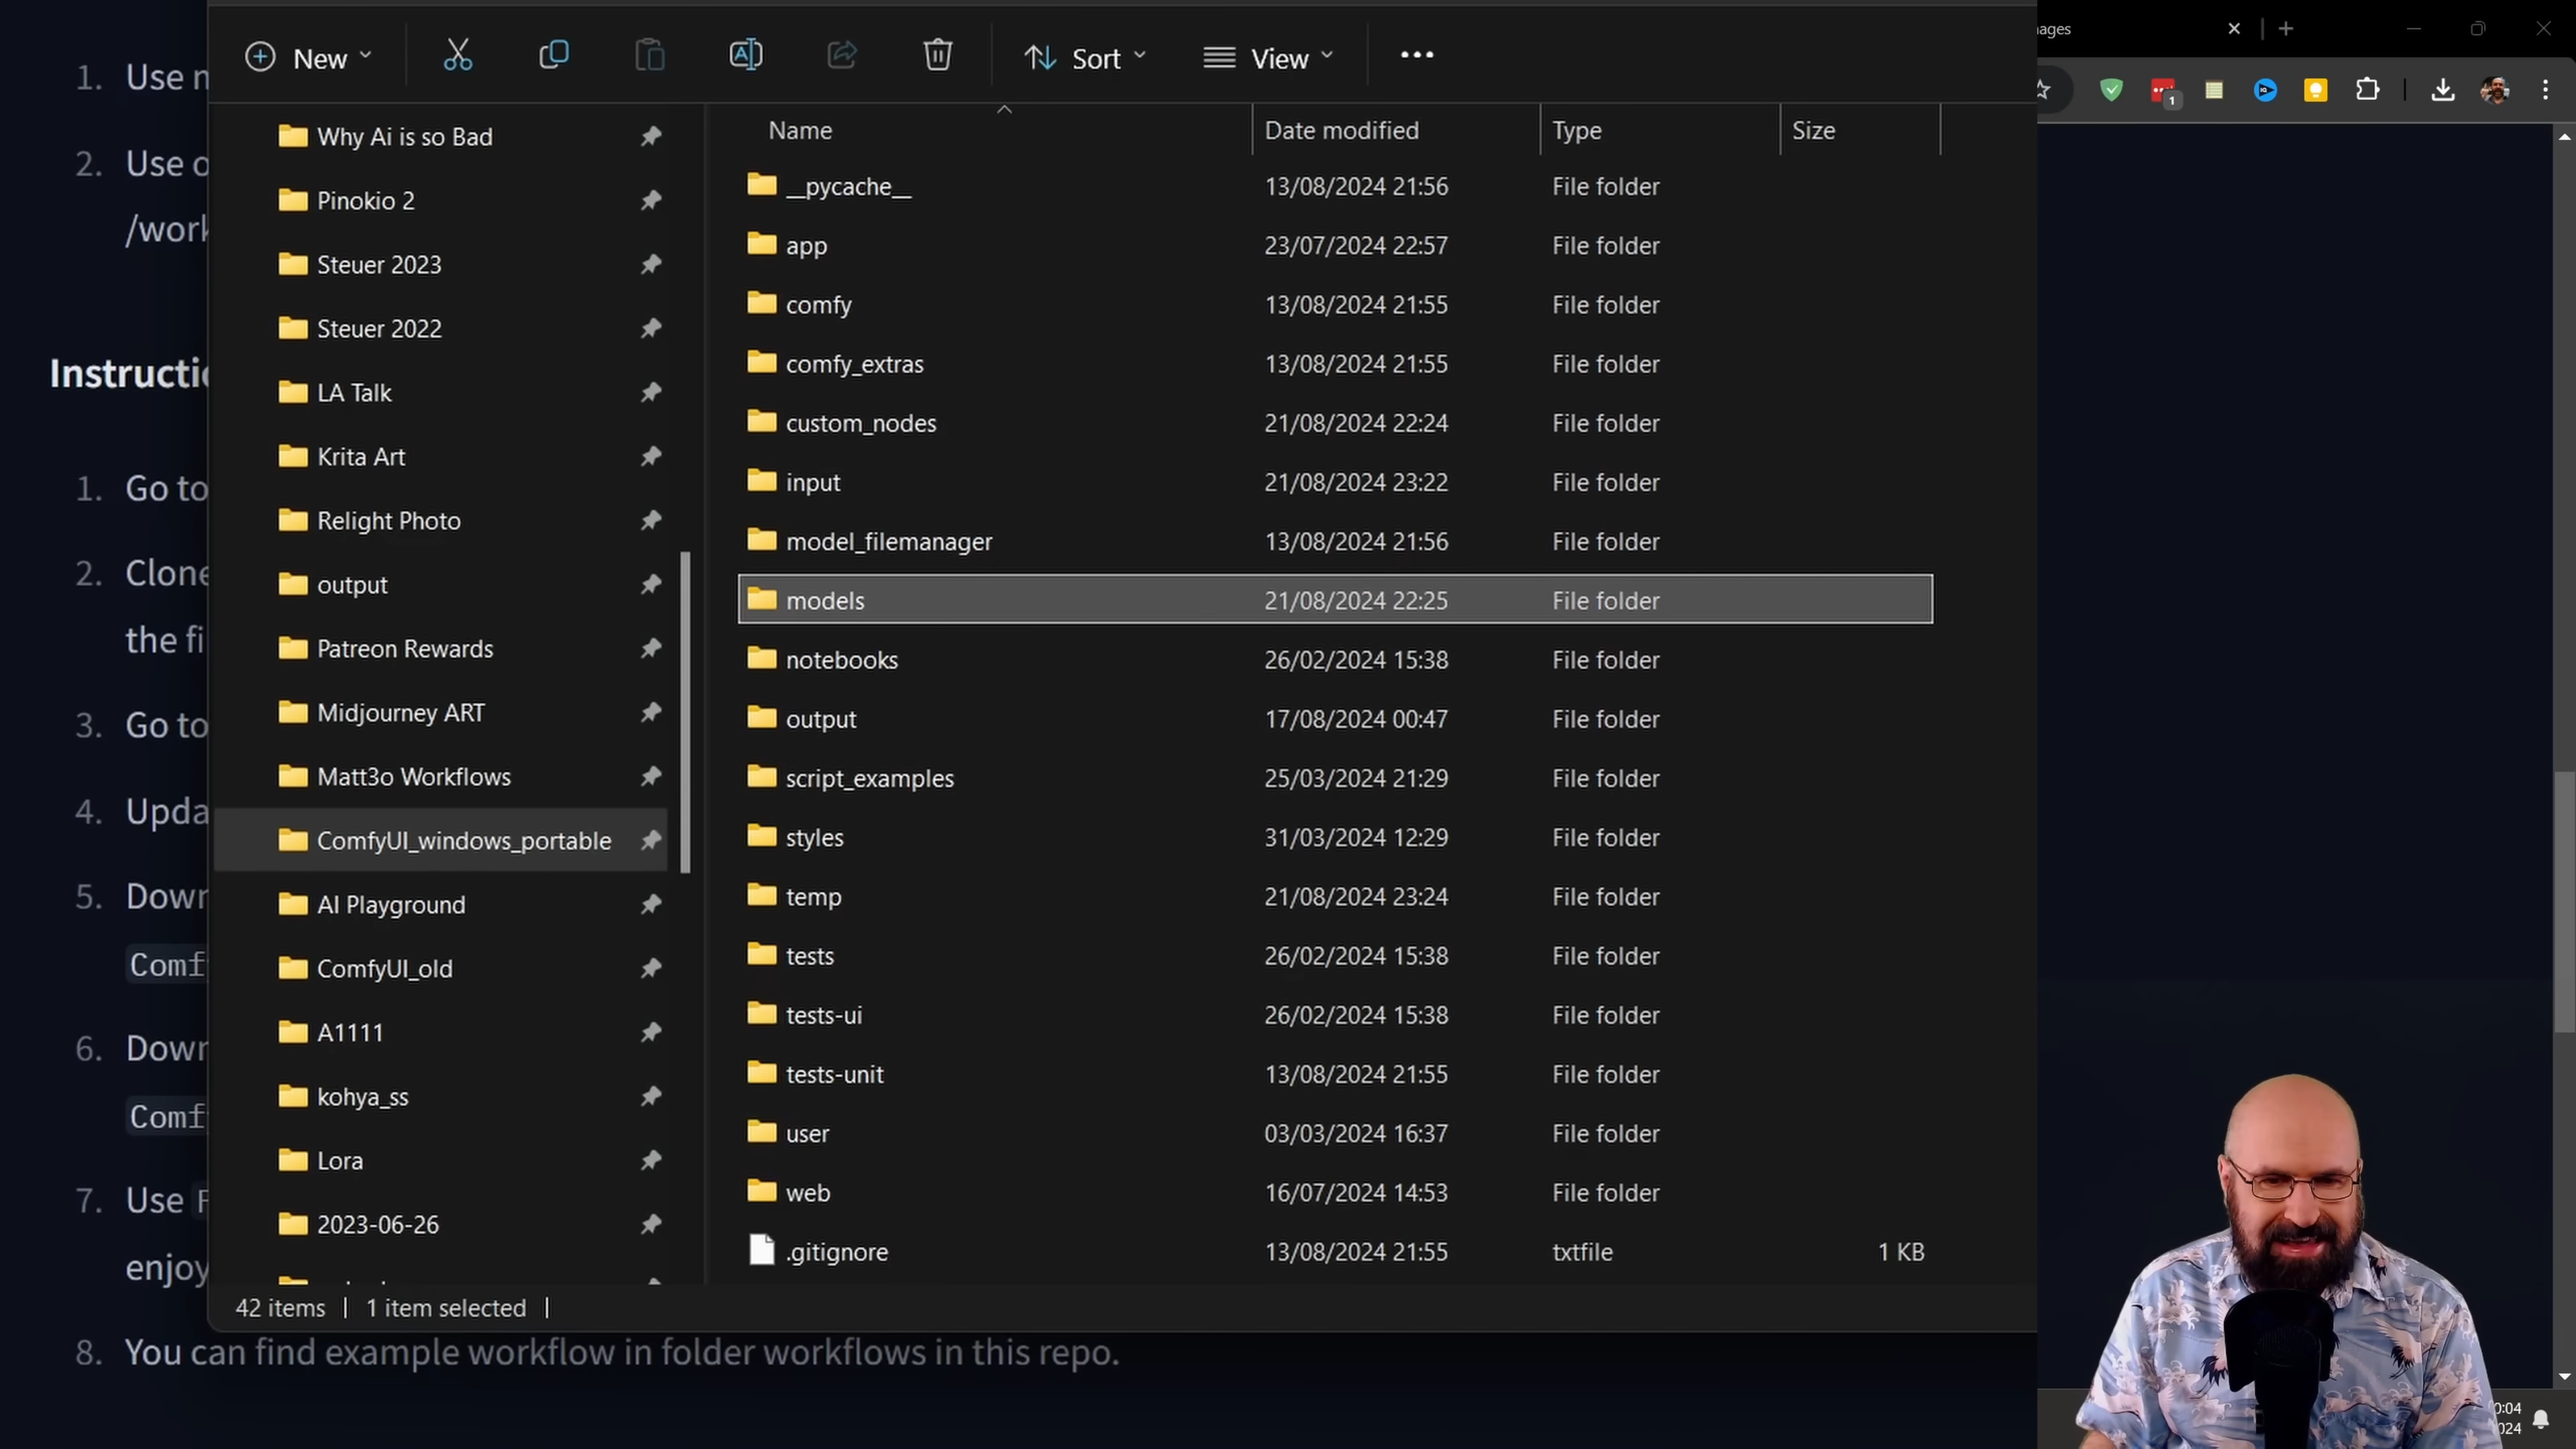 ages
New
Sort
View
1
1. Use
2. Use
/work
Instructio
1. Go to
2. Clone
the fi
3. Go to
4. Upda
5. Down
Comf
6. Down
Comf
7. Use
enjoy
8. You can find example workflow in folder workflows in this repo.
Why Ai is so Bad
Pinokio 2
Steuer 2023
Steuer 2022
LA Talk
Krita Art
Relight Photo
output
Patreon Rewards
Midjourney ART
Matt3o Workflows
ComfyUI_windows_portable
AI Playground
ComfyUI_old
A1111
kohya_ss
Lora
2023-06-26
Name Date modified Type Size
__pycache__ 13/08/2024 21:56 File folder
app 23/07/2024 22:57 File folder
comfy 13/08/2024 21:55 File folder
comfy_extras 13/08/2024 21:55 File folder
custom_nodes 21/08/2024 22:24 File folder
input 21/08/2024 23:22 File folder
model_filemanager 13/08/2024 21:56 File folder
models 21/08/2024 22:25 File folder
notebooks 26/02/2024 15:38 File folder
output 17/08/2024 00:47 File folder
script_examples 25/03/2024 21:29 File folder
styles 31/03/2024 12:29 File folder
temp 21/08/2024 23:24 File folder
tests 26/02/2024 15:38 File folder
tests-ui 26/02/2024 15:38 File folder
tests-unit 13/08/2024 21:55 File folder
user 03/03/2024 16:37 File folder
web 16/07/2024 14:53 File folder
.gitignore 13/08/2024 21:55 txtfile 1 KB
42 items 1 item selected
0:04
024